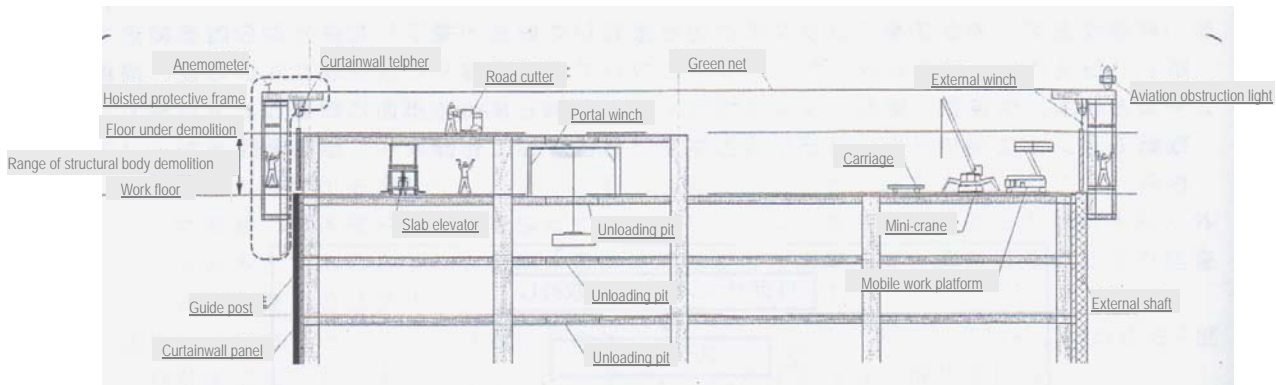 Anemometer
Curtainwall telpher
Hoisted protective frame
Road cutter
Green net
External winch
Aviation obstruction light
Floor under demolition
Portal winch
Range of structural body demolition
Carriage
Work floor
Slab elevator
Unloading pit
Mini-crane
Unloading pit
Mobile work platform
Guide post
External shaft
Curtainwall panel
Unloading pit